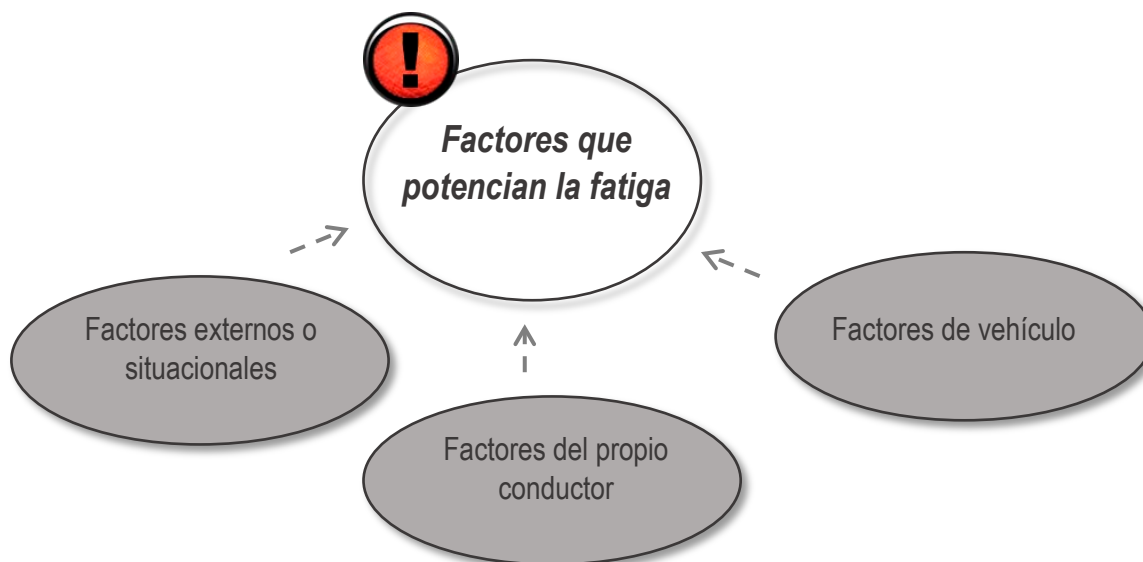 Factores que
potencian la fatiga
Factores externos o
situacionales
Factores de vehículo
Factores del propio
conductor